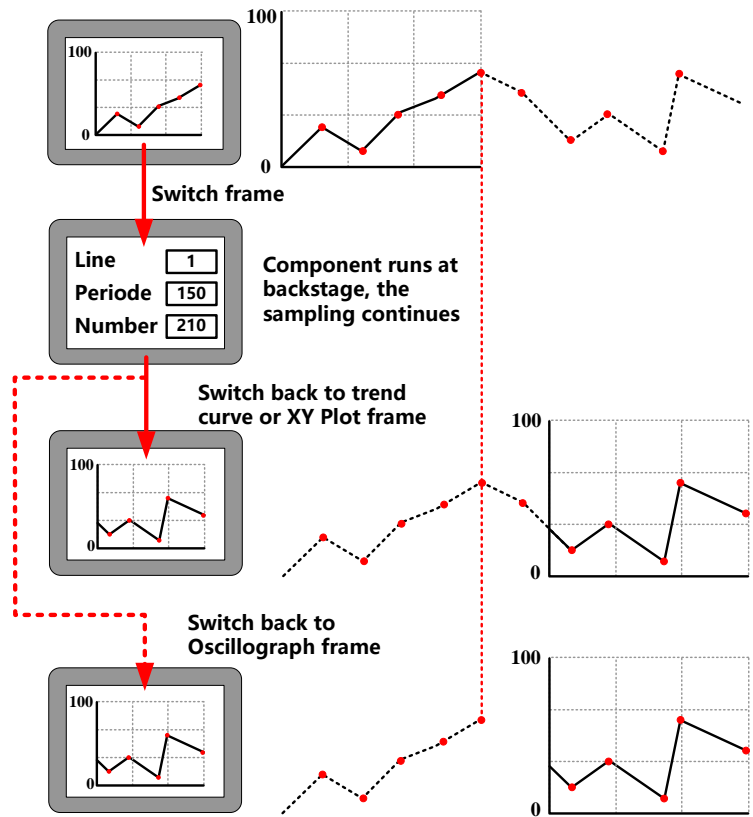 100
0
100
0
Switch frame
Line 1
Periode 150
Number 210
Component runs at
backstage, the
sampling continues
Switch back to trend
curve or XY Plot frame
100
0
100
0
Switch back to
Oscillograph frame
100
0
100
0